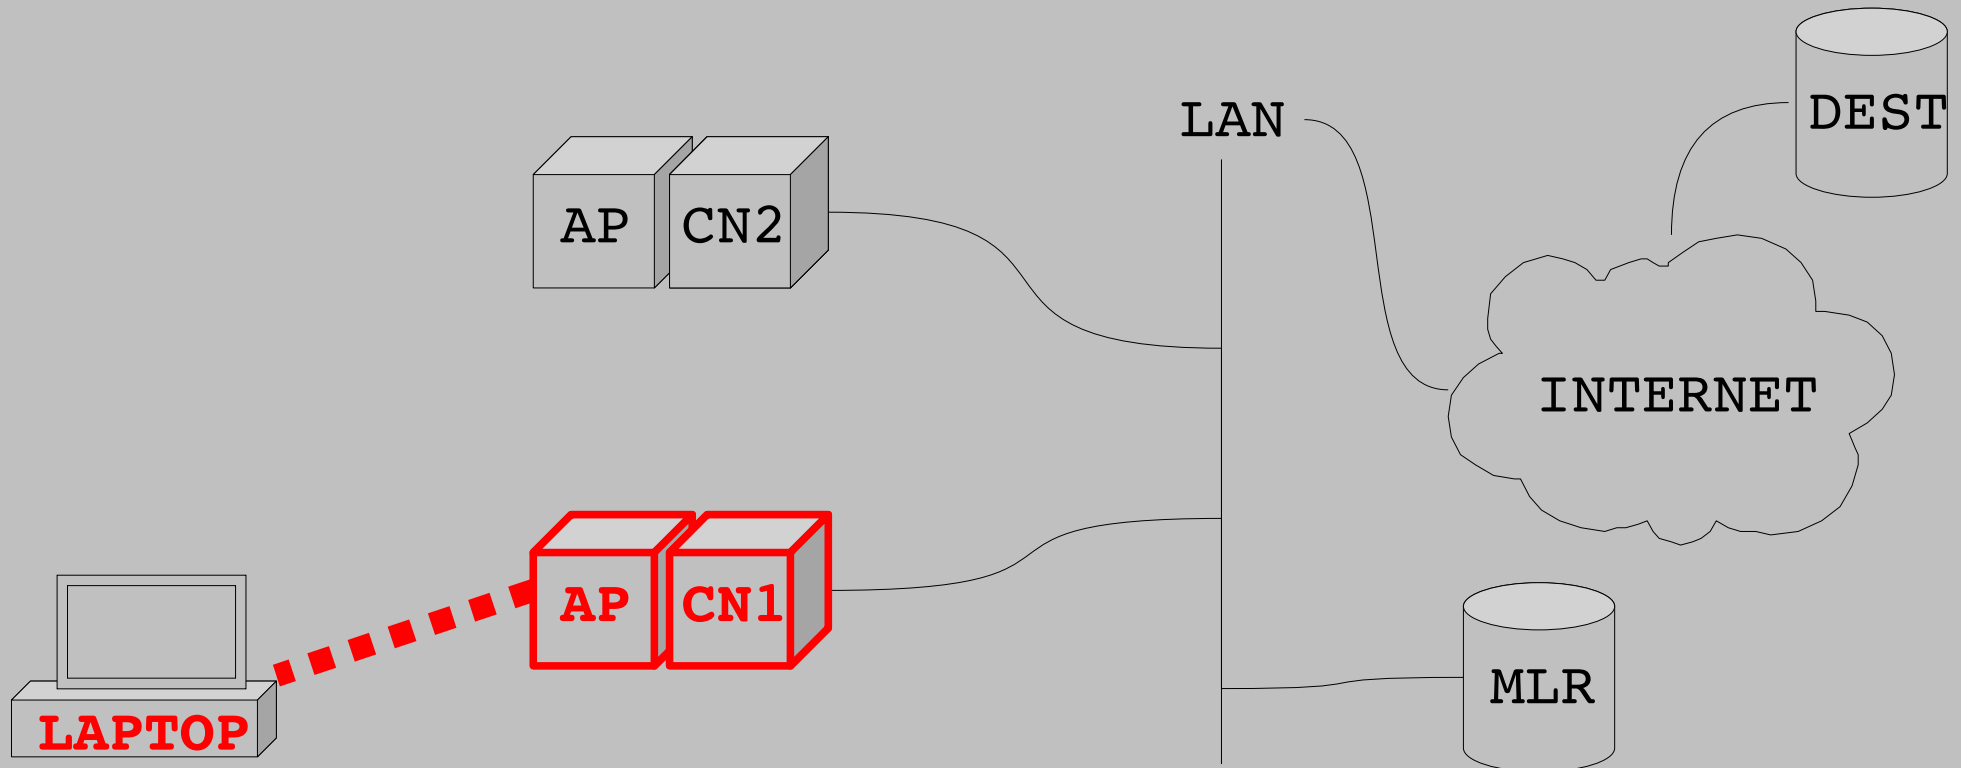 DEST
LAN
AP CN2
INTERNET
AP CN1
MLR
LAPTOP